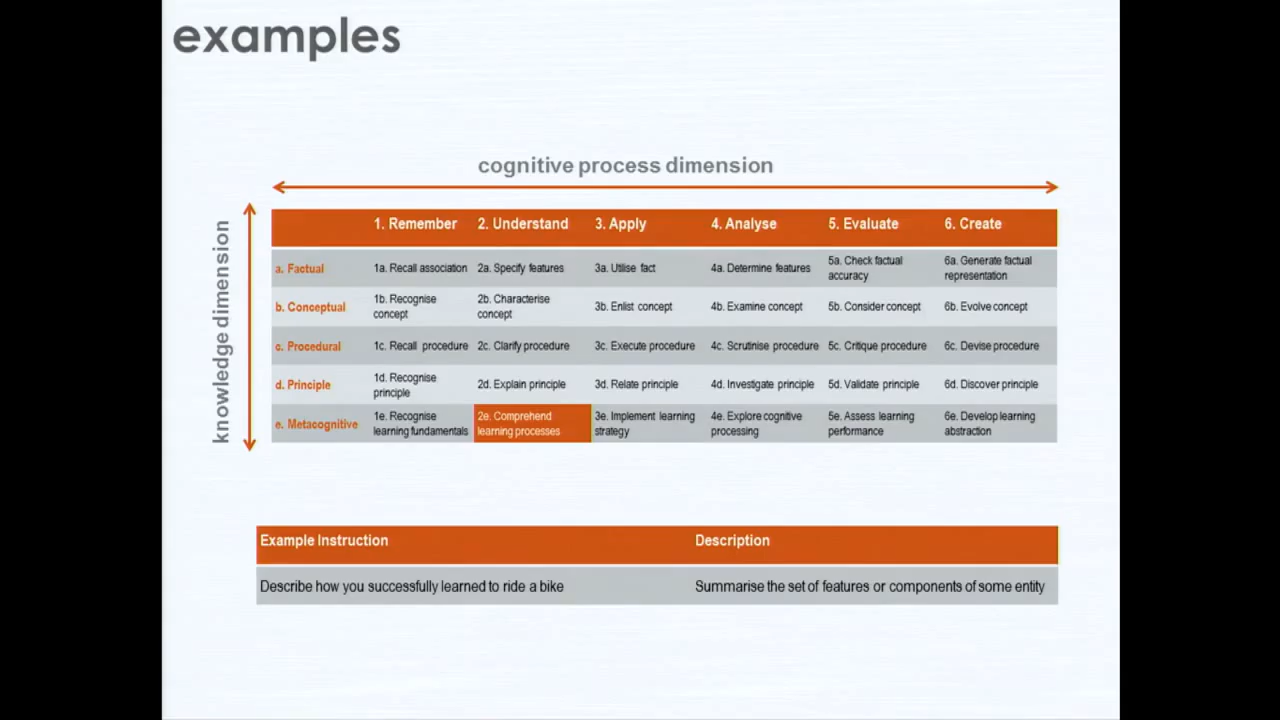 examples
cognitive process dimension
knowledge dimension
1. Remember 2. Understand 3. Apply 4. Analyse 5. Evaluate 6. Create
a. Factual 1a. Recall association 2a. Specify features 3a. Utilise fact 4a. Determine features 5a. Check factual accuracy 6a. Generate factual representation
b. Conceptual 1b. Recognise concept 2b. Characterise concept 3b. Enlist concept 4b. Examine concept 5b. Consider concept 6b. Evolve concept
c. Procedural 1c. Recall procedure 2c. Clarify procedure 3c. Execute procedure 4c. Scrutinise procedure 5c. Critique procedure 6c. Devise procedure
d. Principle 1d. Recognise principle 2d. Explain principle 3d. Relate principle 4d. Investigate principle 5d. Validate principle 6d. Discover principle
e. Metacognitive 1e. Recognise learning fundamentals 2e. Comprehend learning processes 3e. Implement learning strategy 4e. Explore cognitive processing 5e. Assess learning performance 6e. Develop learning abstraction
Example Instruction Description
Describe how you successfully learned to ride a bike Summarise the set of features or components of some entity